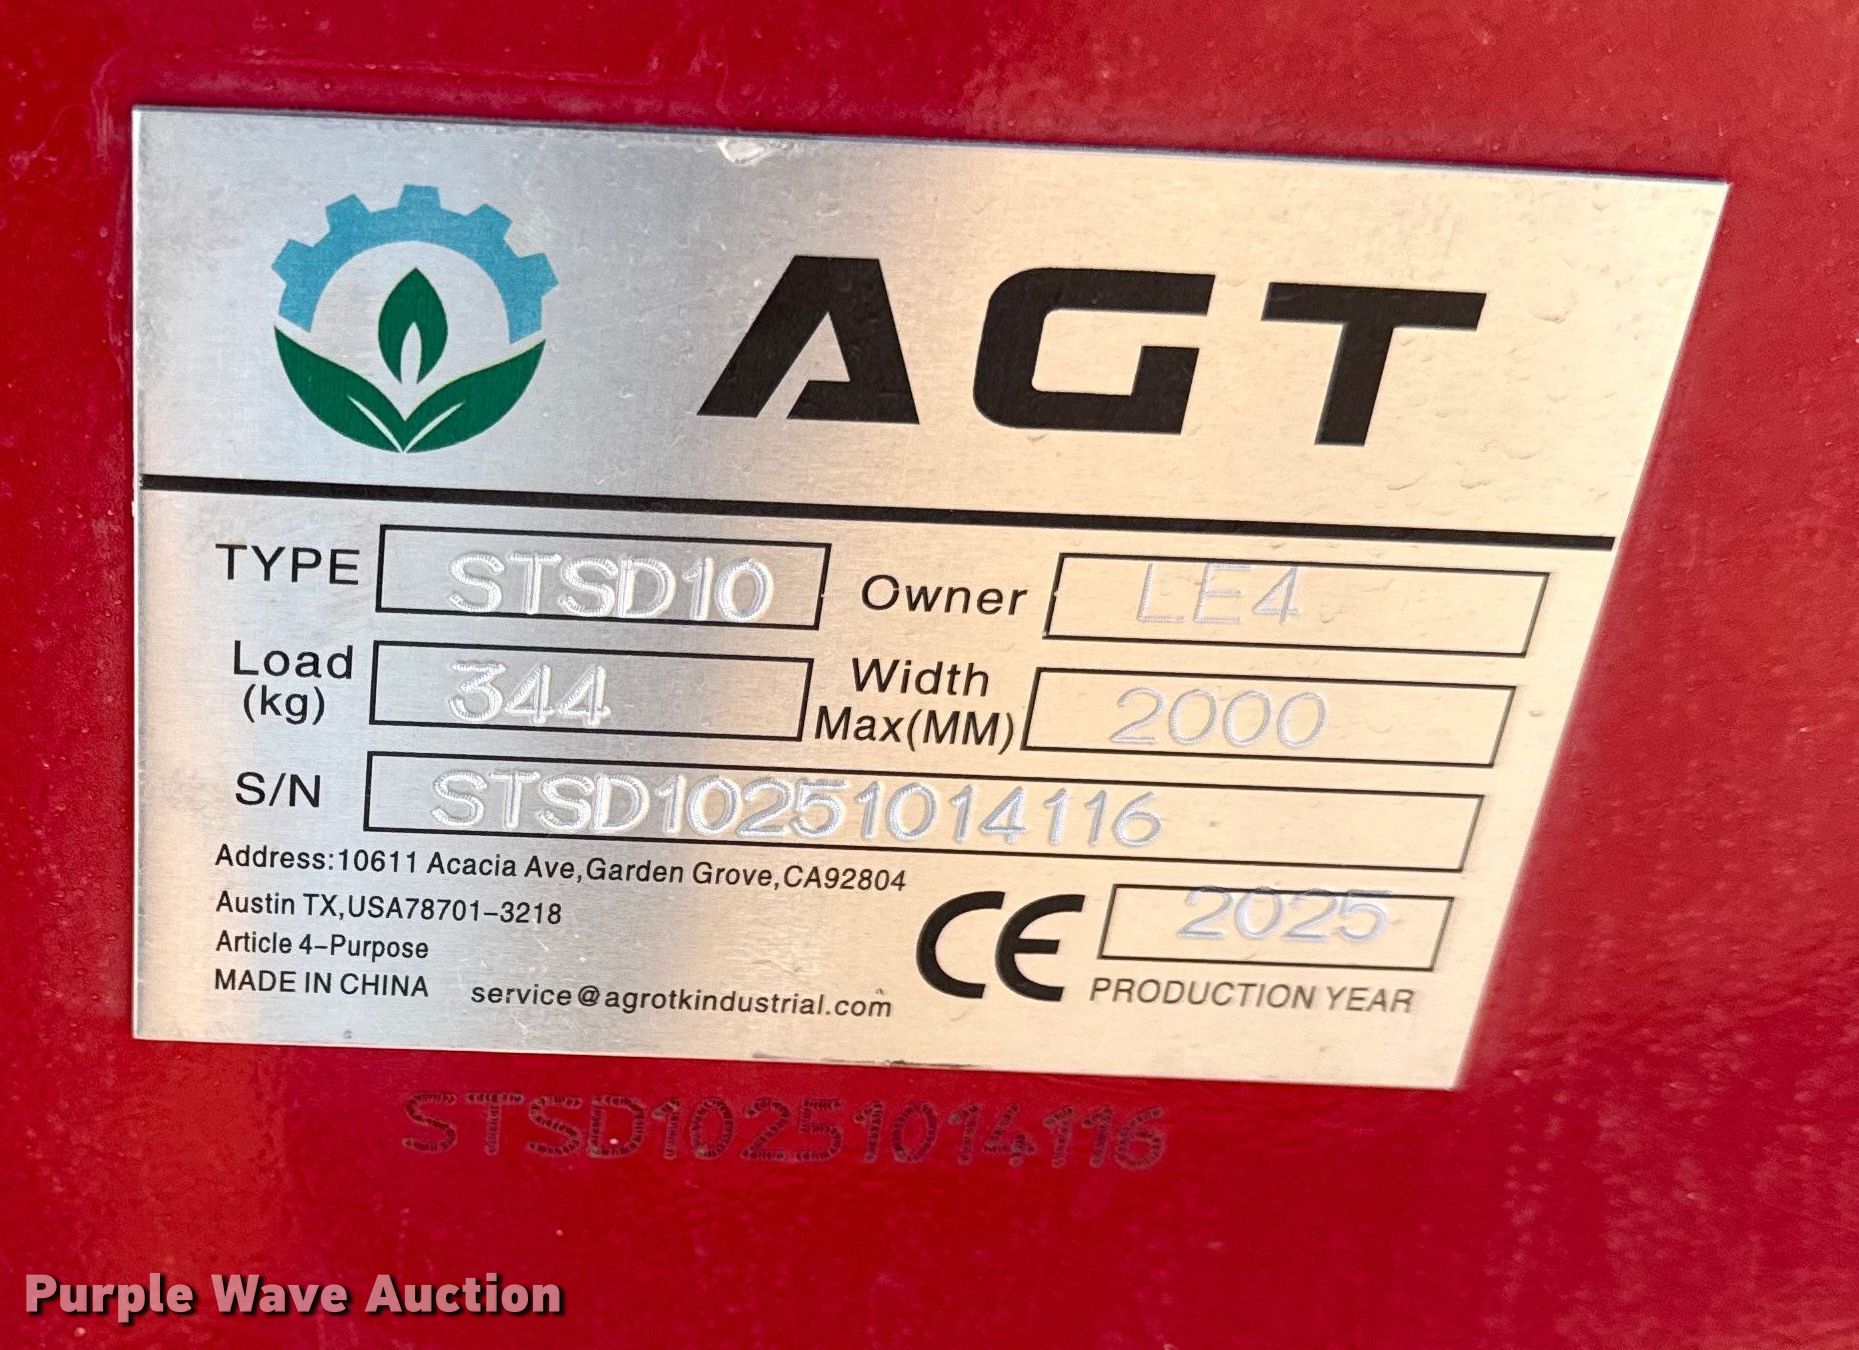 AGT
TYPE STSD10 Owner LE4
Load (kg) 344 Width Max(MM) 2000
S/N STSD10251014116
Address:10611 Acacia Ave,Garden Grove,CA92804
Austin TX,USA78701-3218
Article 4-Purpose
MADE IN CHINA service@agrotkindustrial.com
CE 2025
PRODUCTION YEAR
STSD10251014116
Purple Wave Auction